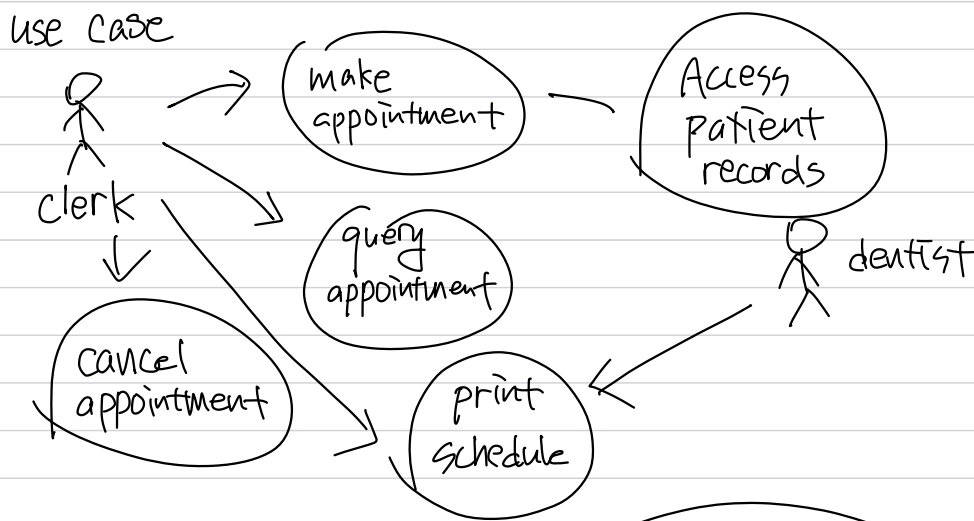 use case
make
appointment
Access
patient
records
clerk
query
appointment
dentist
cancel
appointment
print
schedule